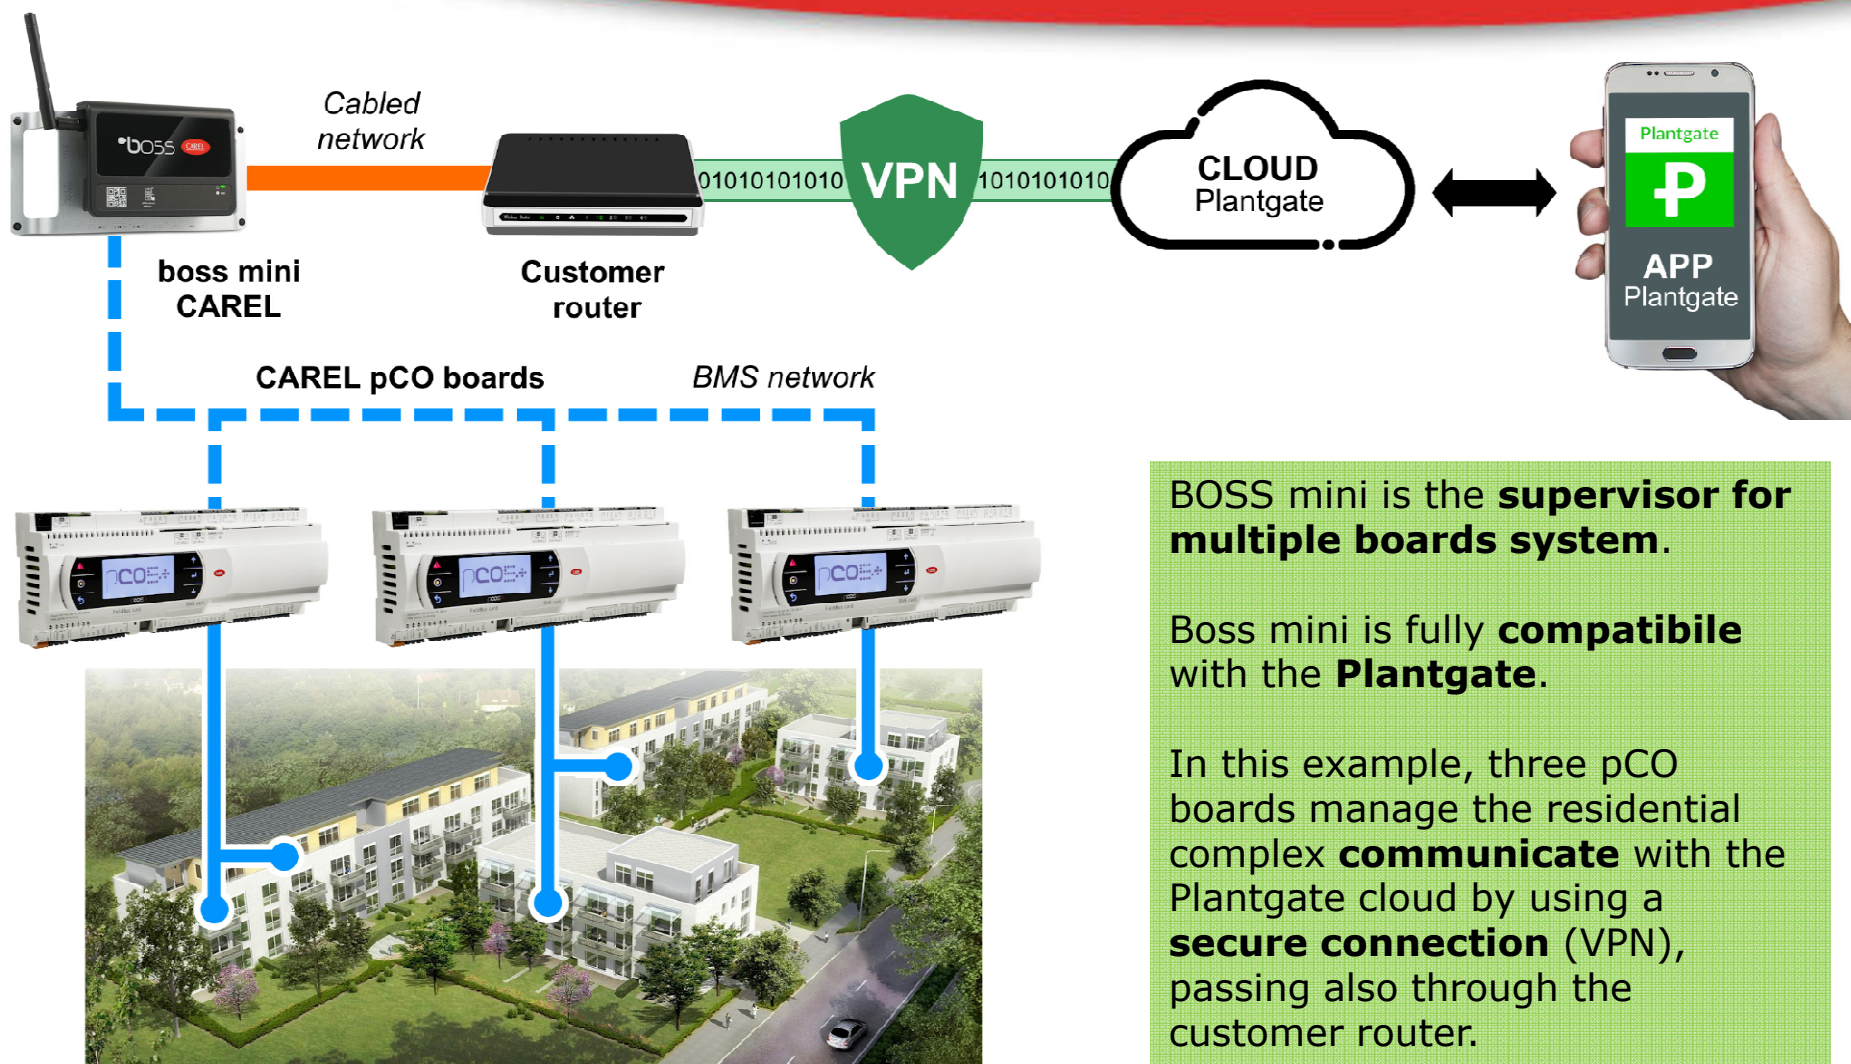 Cabled
network
boss
CAREL
01010101010
VPN
1010101010
CLOUD
Plantgate
Plantgate
P
APP
Plantgate
boss mini
CAREL
Customer
router
CAREL pCO boards
BMS network
pCO5+
pCO5+
pCO5+
BOSS mini is the supervisor for
multiple boards system.
Boss mini is fully compatibile
with the Plantgate.
In this example, three pCO
boards manage the residential
complex communicate with the
Plantgate cloud by using a
secure connection (VPN),
passing also through the
customer router.